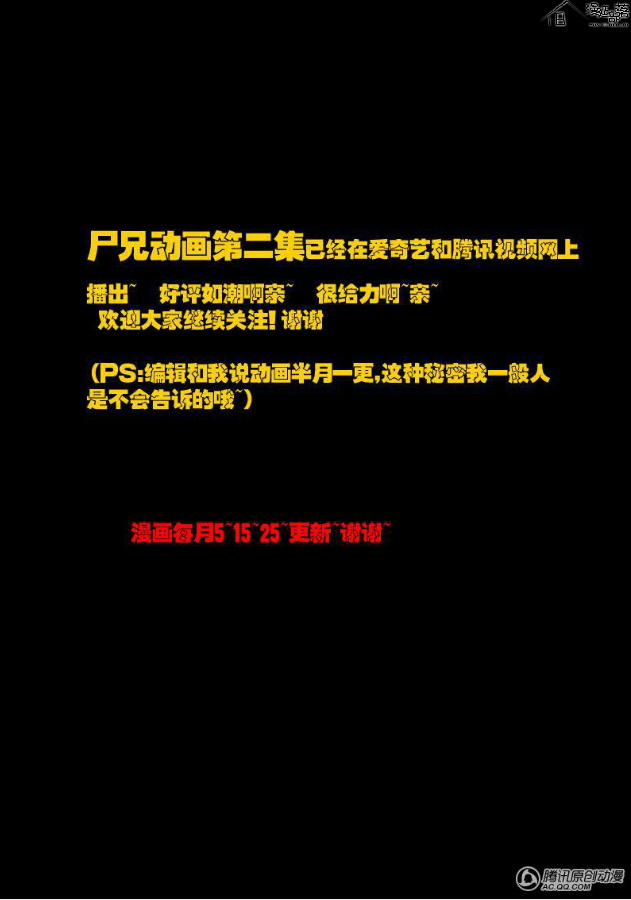 尸兄动画第二集已经在爱奇艺和腾讯视频网上
播出~ 好评如潮啊亲~ 很给力啊~亲~
欢迎大家继续关注! 谢谢
(PS:编辑和我说动画半月一更,这种秘密我一般人
是不会告诉的哦~)
漫画每月5~15~25~更新~谢谢~
腾讯原创动漫
AC.QQ.COM